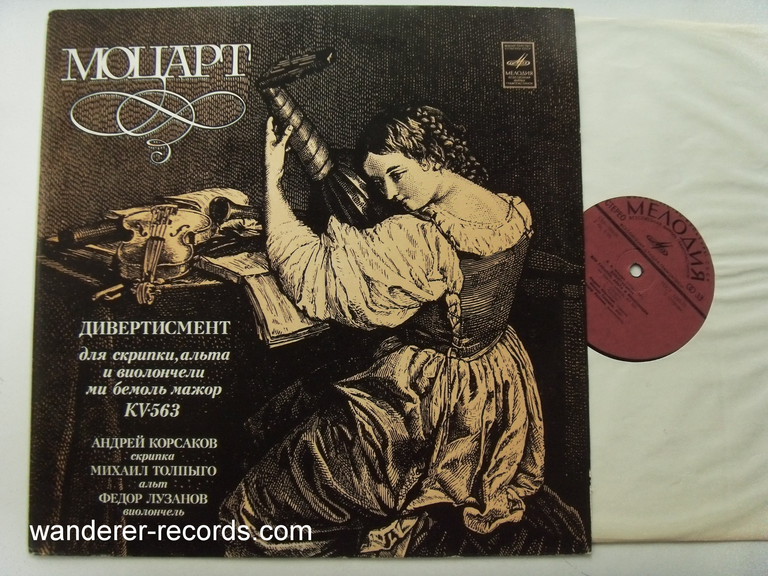 МОЦАРТ
МЕЛОДИЯ
ДИВЕРТИСМЕНТ
для скрипки, альта
и виолончели
ми бемоль мажор
KV-563
АНДРЕЙ КОРСАКОВ
скрипка
МИХАИЛ ТОЛПЫГО
альт
ФЕДОР ЛУЗАНОВ
виолончель
СТЕРЕО
МЕЛОДИЯ
wanderer-records.com